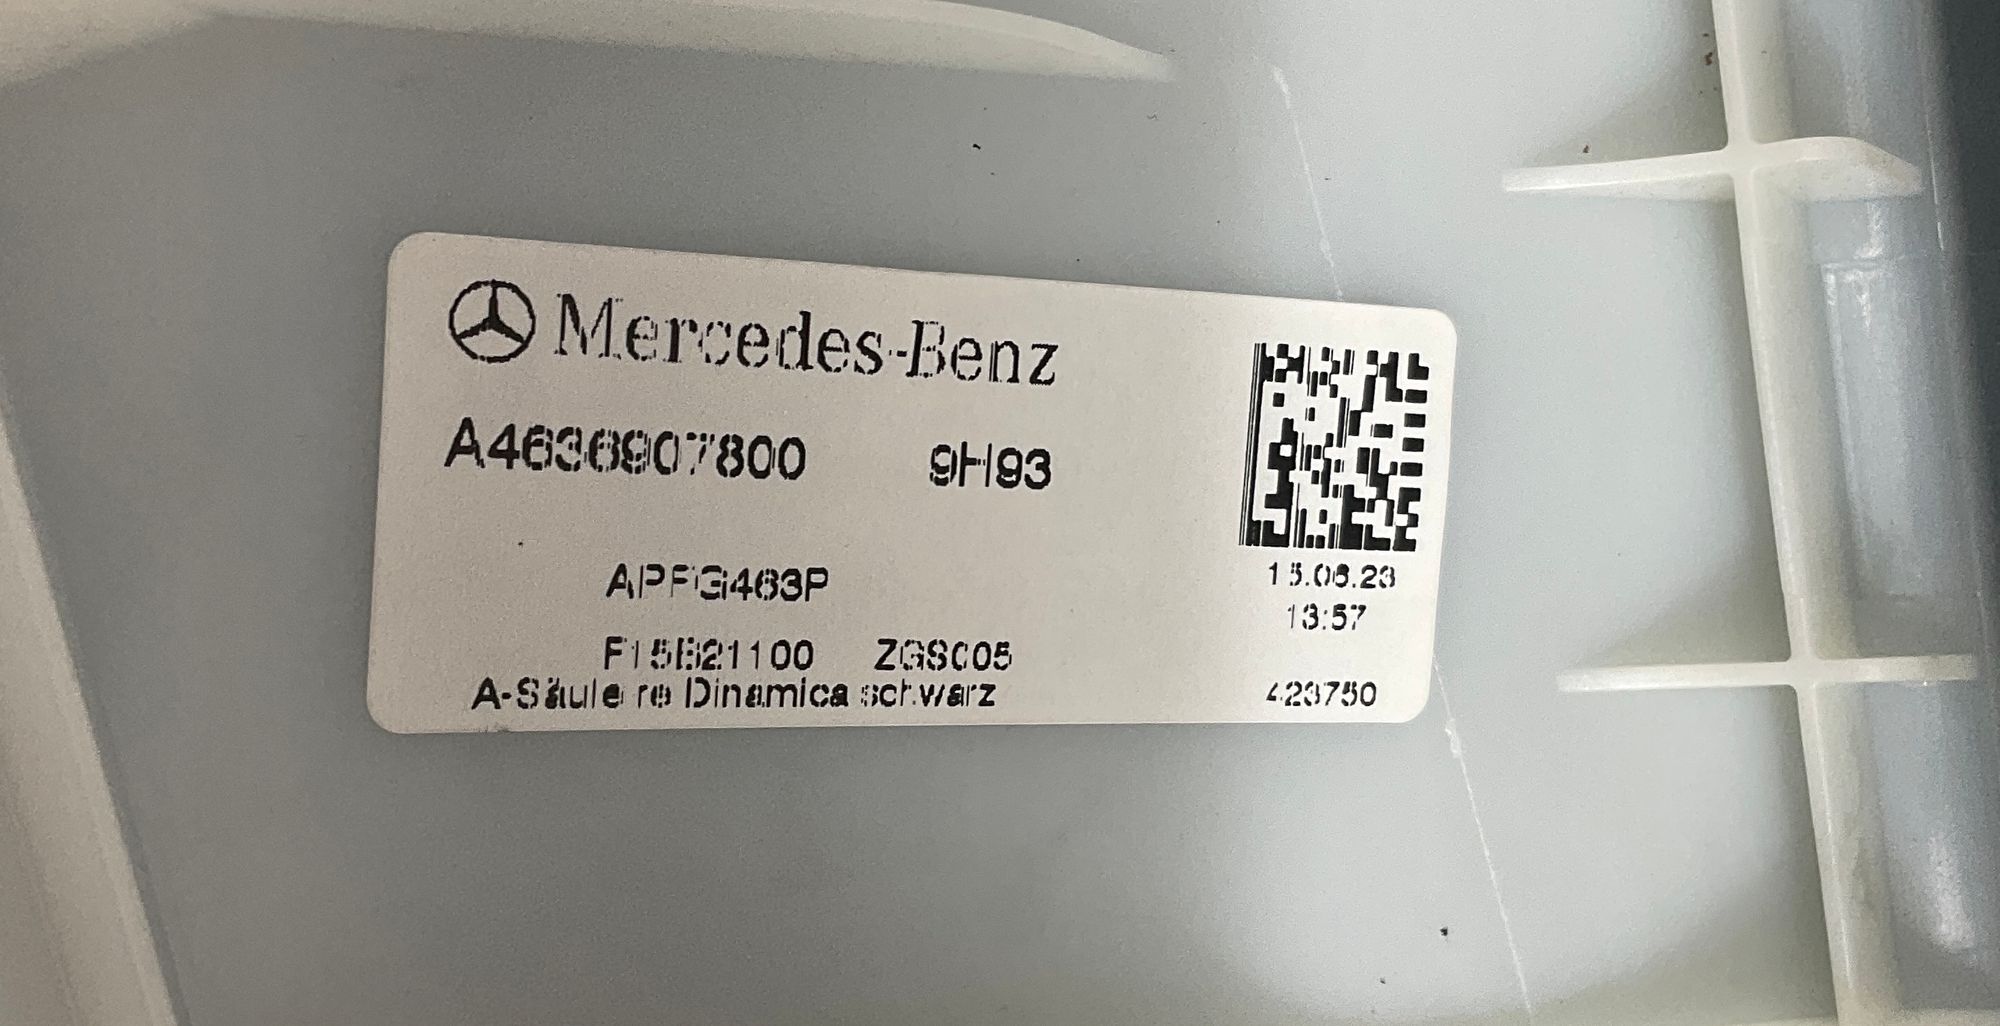 Mercedes-Benz
A4636907800 9H93
APFG463P
F15B21100 ZGS005
A-Säule re Dinamica schwarz
15.06.23
13:57
423750